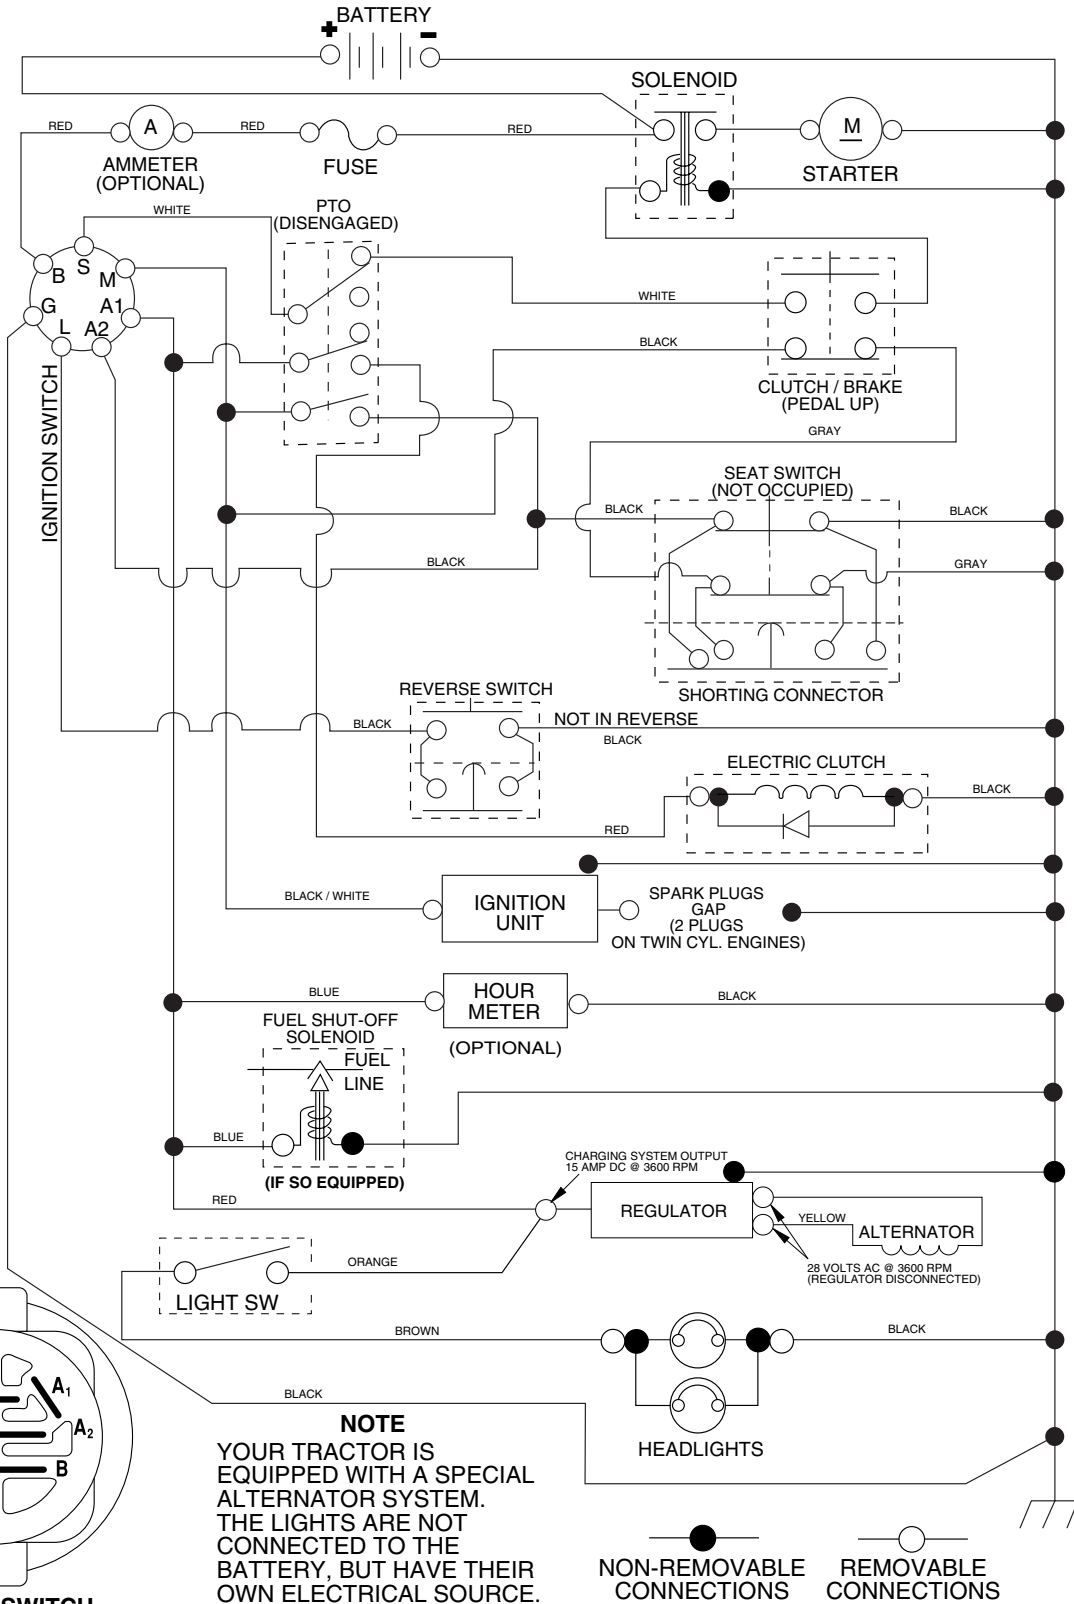 BATTERY
+
-
SOLENOID
RED
A
RED
RED
M
AMMETER
(OPTIONAL)
FUSE
STARTER
WHITE
PTO
(DISENGAGED)
B
S
M
G
A1
L
A2
WHITE
BLACK
CLUTCH / BRAKE
(PEDAL UP)
IGNITION SWITCH
GRAY
SEAT SWITCH
(NOT OCCUPIED)
BLACK
BLACK
BLACK
GRAY
SHORTING CONNECTOR
REVERSE SWITCH
BLACK
NOT IN REVERSE
BLACK
ELECTRIC CLUTCH
BLACK
RED
BLACK / WHITE
IGNITION
UNIT
SPARK PLUGS
GAP
(2 PLUGS
ON TWIN CYL. ENGINES)
BLUE
HOUR
METER
BLACK
(OPTIONAL)
FUEL SHUT-OFF
SOLENOID
FUEL
LINE
BLUE
(IF SO EQUIPPED)
CHARGING SYSTEM OUTPUT
15 AMP DC @ 3600 RPM
RED
REGULATOR
YELLOW
ALTERNATOR
28 VOLTS AC @ 3600 RPM
(REGULATOR DISCONNECTED)
ORANGE
LIGHT SW
BROWN
BLACK
HEADLIGHTS
BLACK
A1
A2
B
NOTE
YOUR TRACTOR IS
EQUIPPED WITH A SPECIAL
ALTERNATOR SYSTEM.
THE LIGHTS ARE NOT
CONNECTED TO THE
BATTERY, BUT HAVE THEIR
OWN ELECTRICAL SOURCE.
NON-REMOVABLE
CONNECTIONS
REMOVABLE
CONNECTIONS
SWITCH